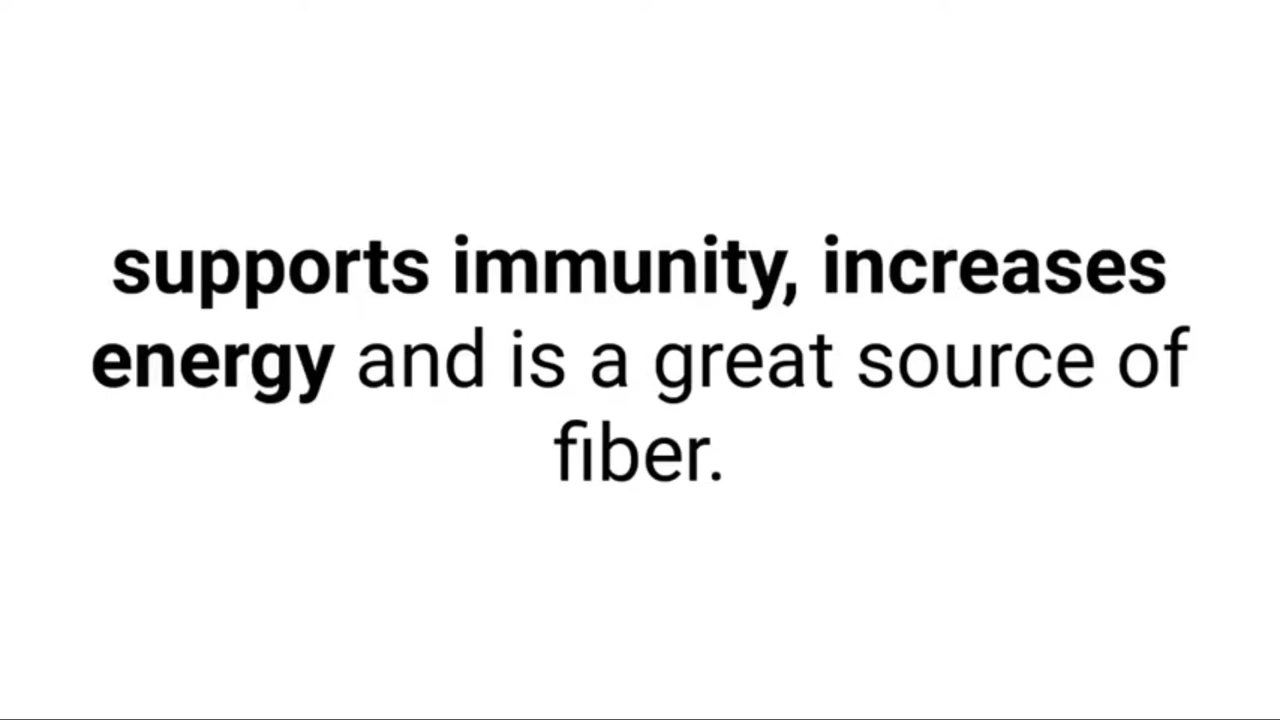 supports immunity, increases
energy and is a great source of
fiber.